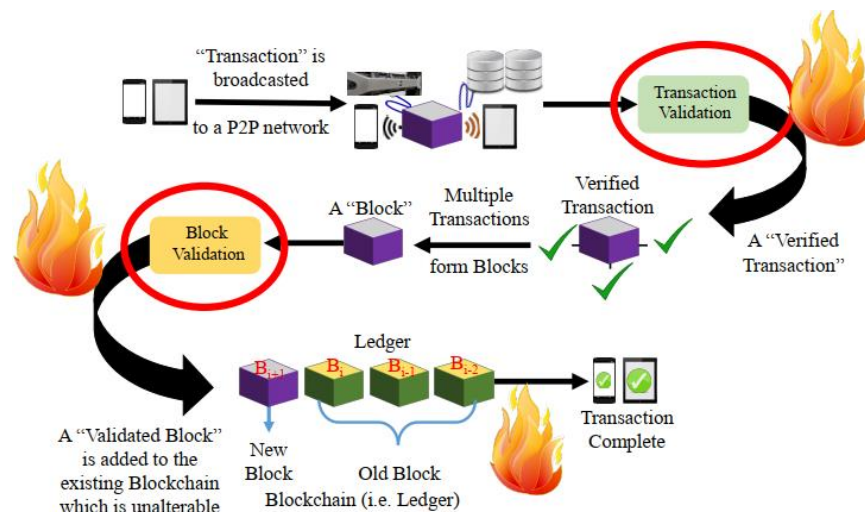 “Transaction” is
broadcasted
to a P2P network
Transaction
Validation
A “Verified
Transaction”
Verified
Transaction
Multiple
Transactions
form Blocks
A “Block”
Block
Validation
A “Validated Block”
is added to the
existing Blockchain
which is unalterable
Ledger
Bi+1
Bi
Bi-1
Bi-2
New
Block
Old Block
Blockchain (i.e. Ledger)
Transaction
Complete